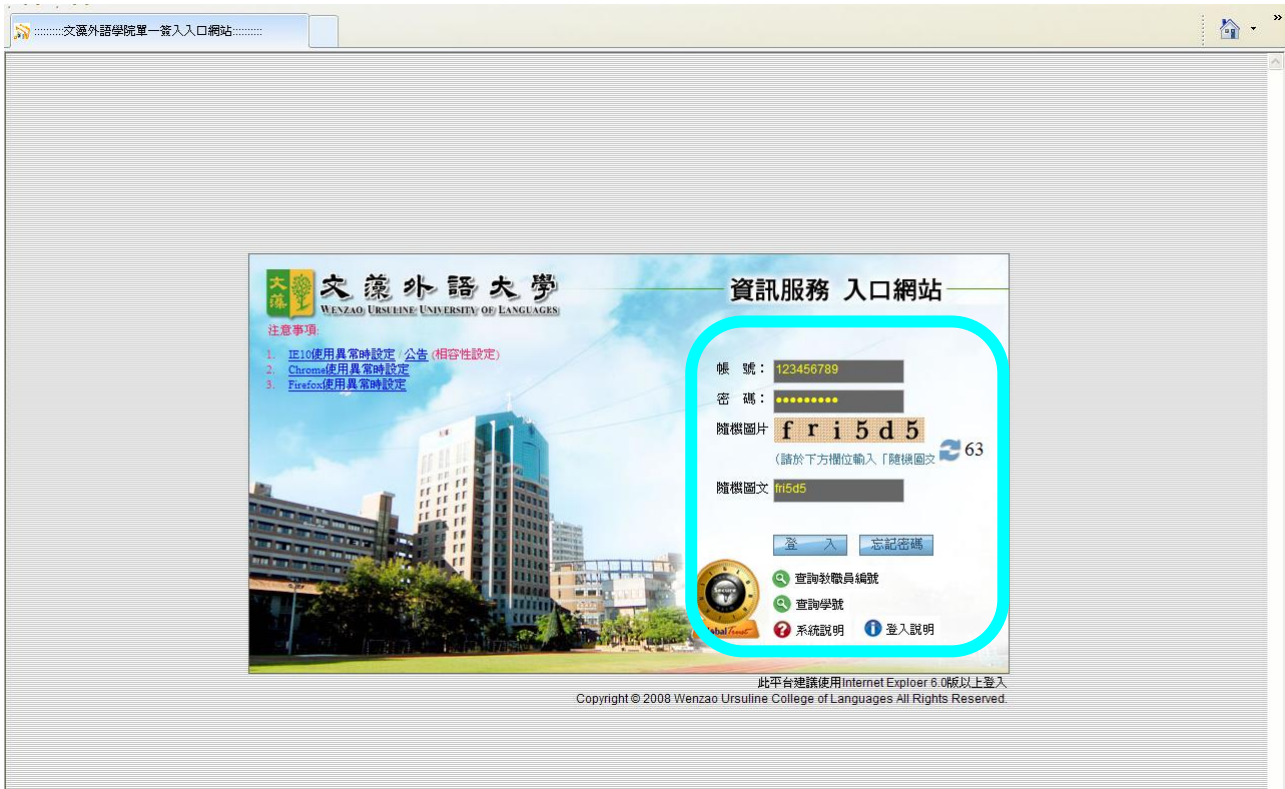 :::::::::文藻外語學院單一簽入入口網站:::::::::
»
文藻
文藻外語大學
WENZAO URSULINE UNIVERSITY OF LANGUAGES
資訊服務 入口網站
注意事項:
1. IE10使用異常時設定 / 公告 (相容性設定)
2. Chrome使用異常時設定
3. Firefox使用異常時設定
帳 號: 123456789
密 碼: •••••••••
隨機圖片 fri5d5
(請於下方欄位輸入「隨機圖文 63
隨機圖文 fri5d5
登 入 忘記密碼
Secure
GlobalTrust
查詢教職員編號
查詢學號
系統說明 登入說明
此平台建議使用Internet Exploer 6.0版以上登入
Copyright © 2008 Wenzao Ursuline College of Languages All Rights Reserved.